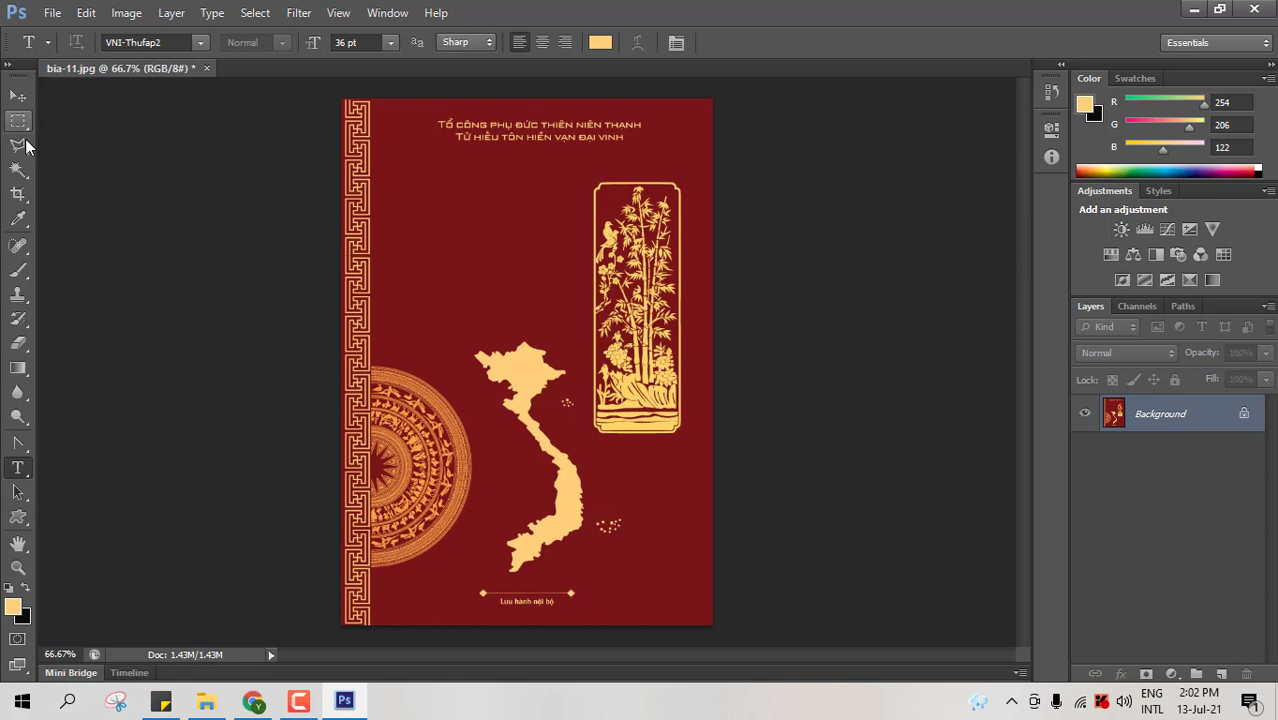 Ps File Edit Image Layer Type Select Filter View Window Help
T VNI-Thufap2 Normal 36 pt aa Sharp Essentials
bia-11.jpg @ 66.7% (RGB/8#) * ×
Color Swatches
R 254
G 206
B 122
Adjustments Styles
Add an adjustment
Layers Channels Paths
Kind
Normal Opacity: 100%
Lock: Fill: 100%
Background
TỔ CÔNG PHỤ ĐỨC THIÊN NIÊN THANH
TỬ HIẾU TÔN HIỀN VẠN ĐẠI VINH
Lưu hành nội bộ
66.67% Doc: 1.43M/1.43M
Mini Bridge Timeline
ENG 2:02 PM
INTL 13-Jul-21